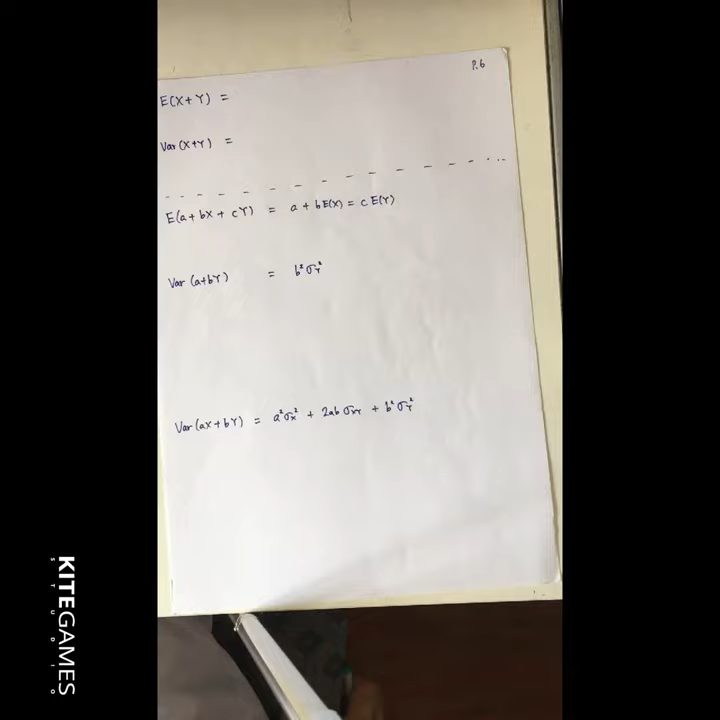 P.6
E(X+Y) =
Var (X+Y) =
E(a+bX + cY) = a + bE(X) = c E(Y)
Var (a+bY) = b²σY²
Var (aX+bY) = a²σX² + 2ab σXY + b²σY²
KITEGAMES
STUDIO